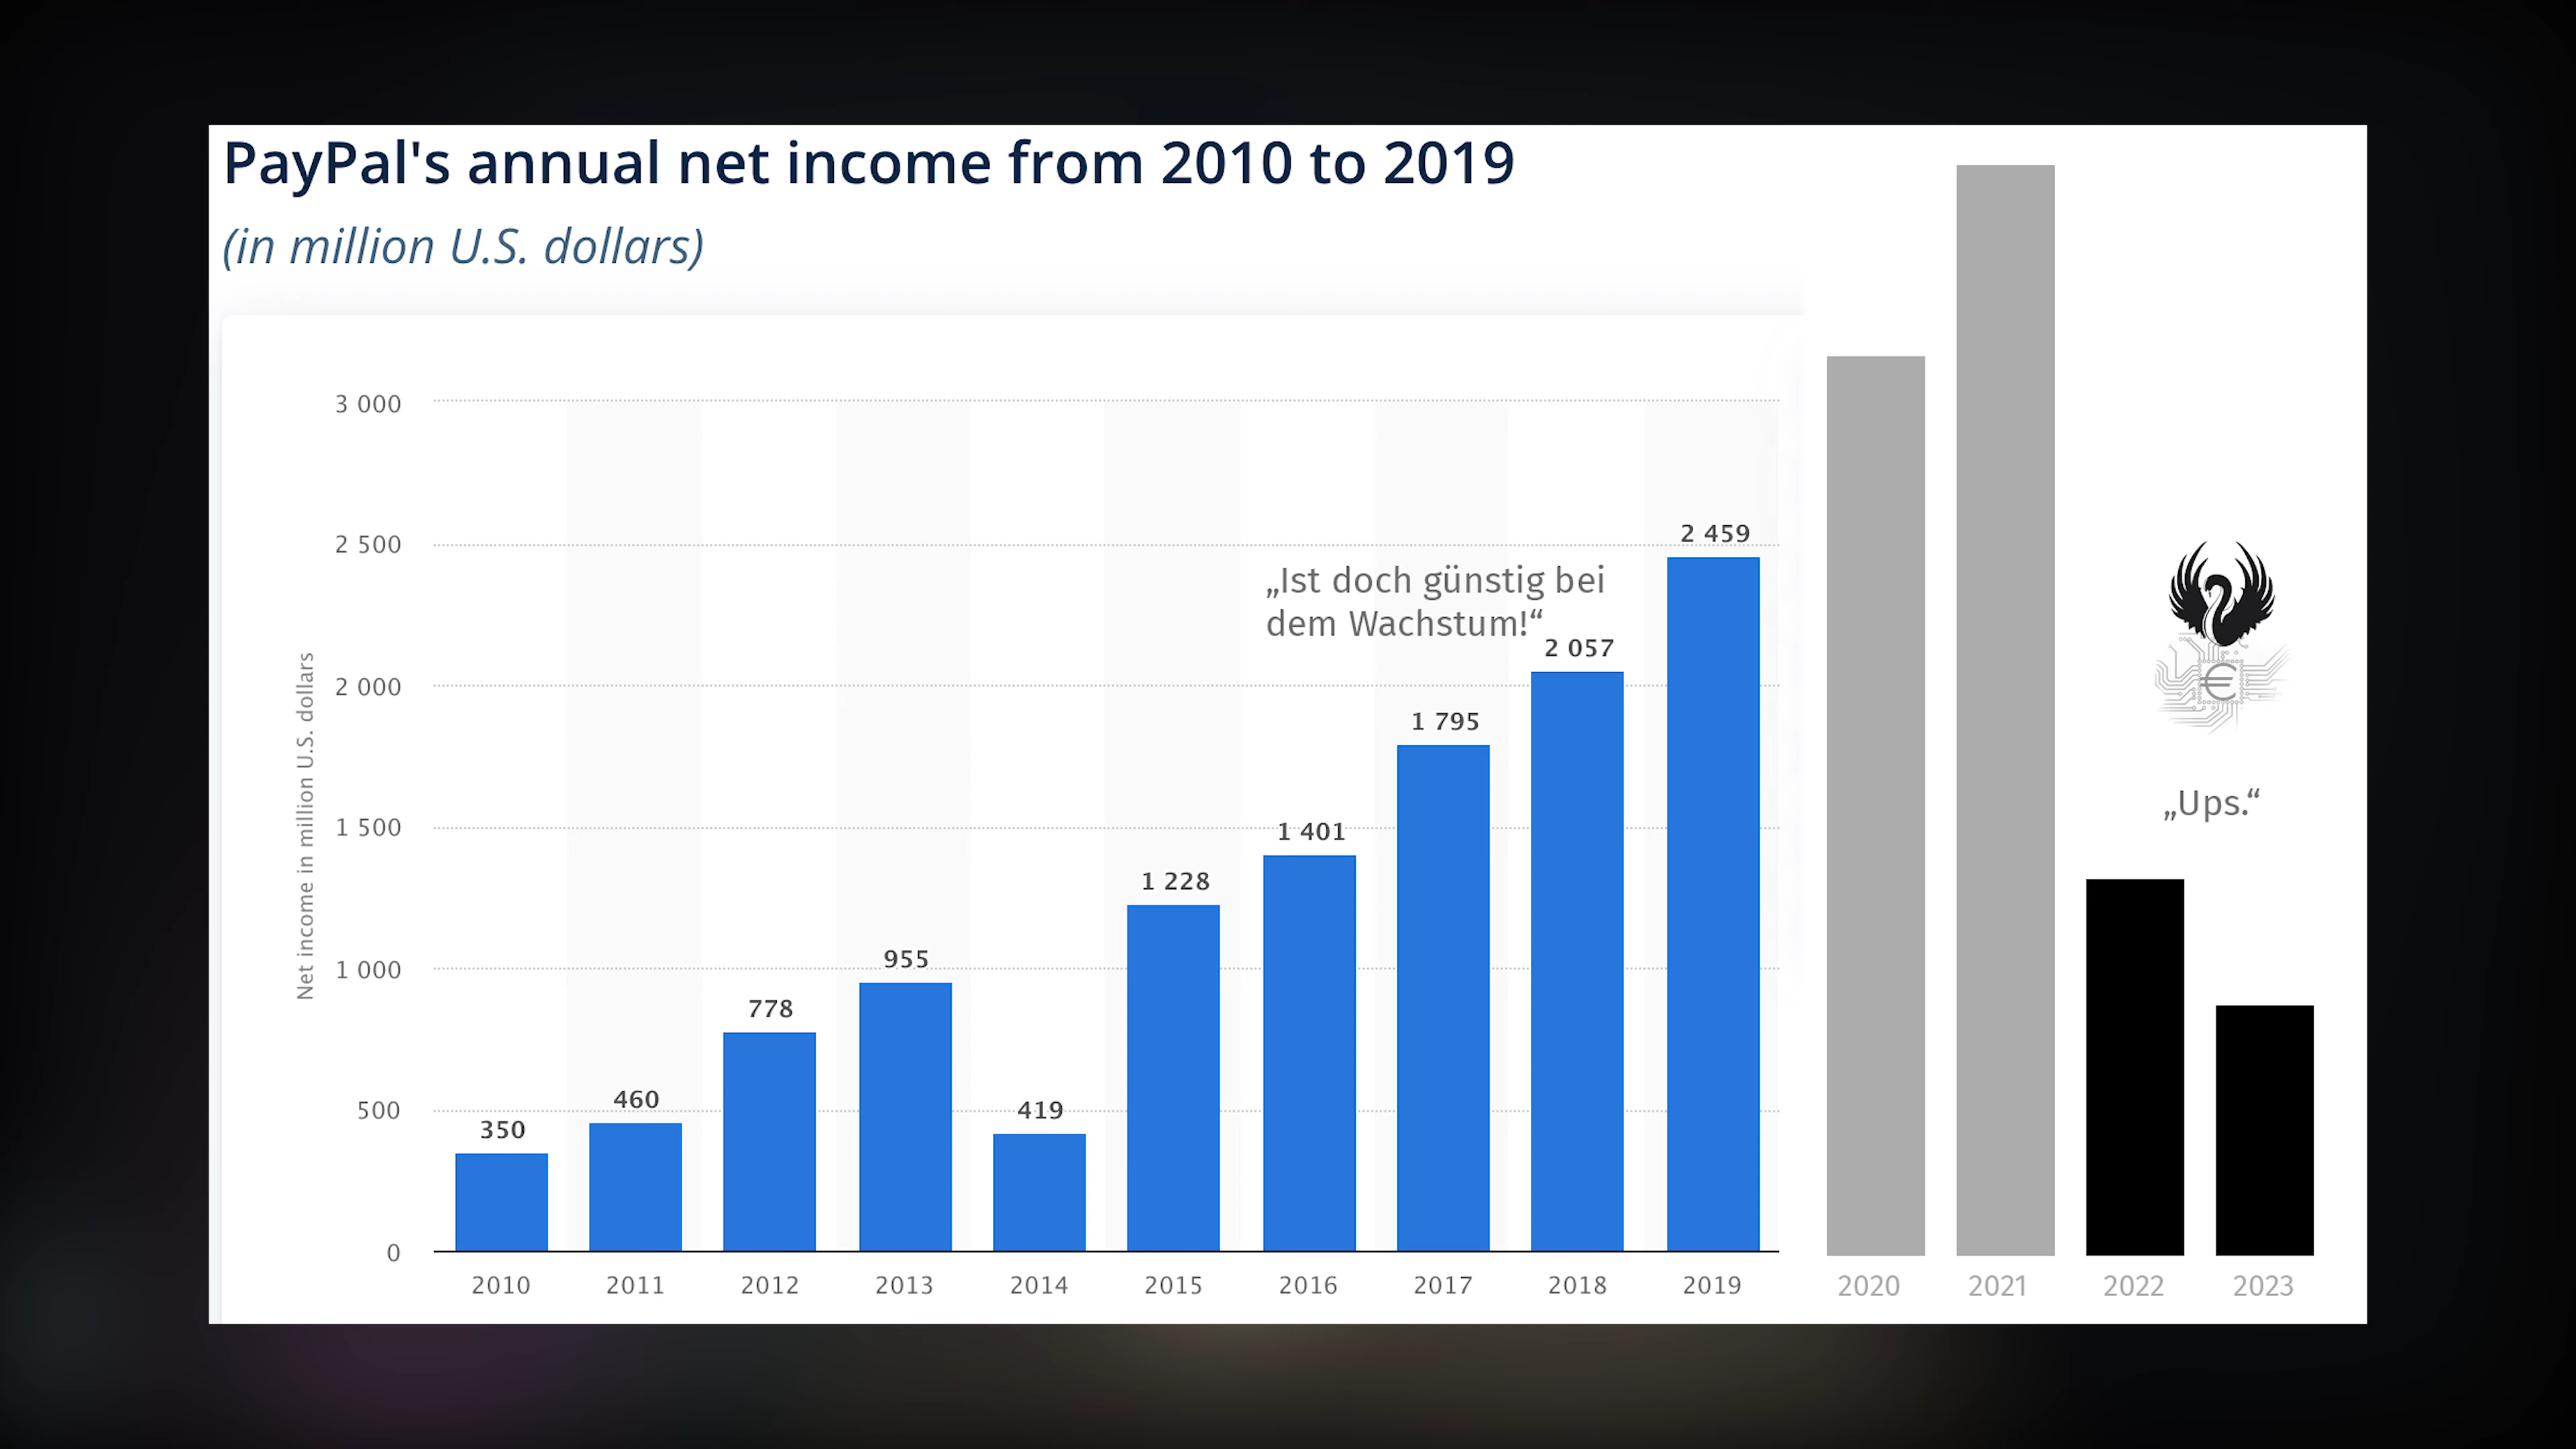 PayPal's annual net income from 2010 to 2019
(in million U.S. dollars)
Net income in million U.S. dollars
3 000
2 500
2 000
1 500
1 000
500
0
350
460
778
955
419
1 228
1 401
1 795
2 057
2 459
„Ist doch günstig bei
dem Wachstum!“
€
„Ups.“
2010 2011 2012 2013 2014 2015 2016 2017 2018 2019 2020 2021 2022 2023